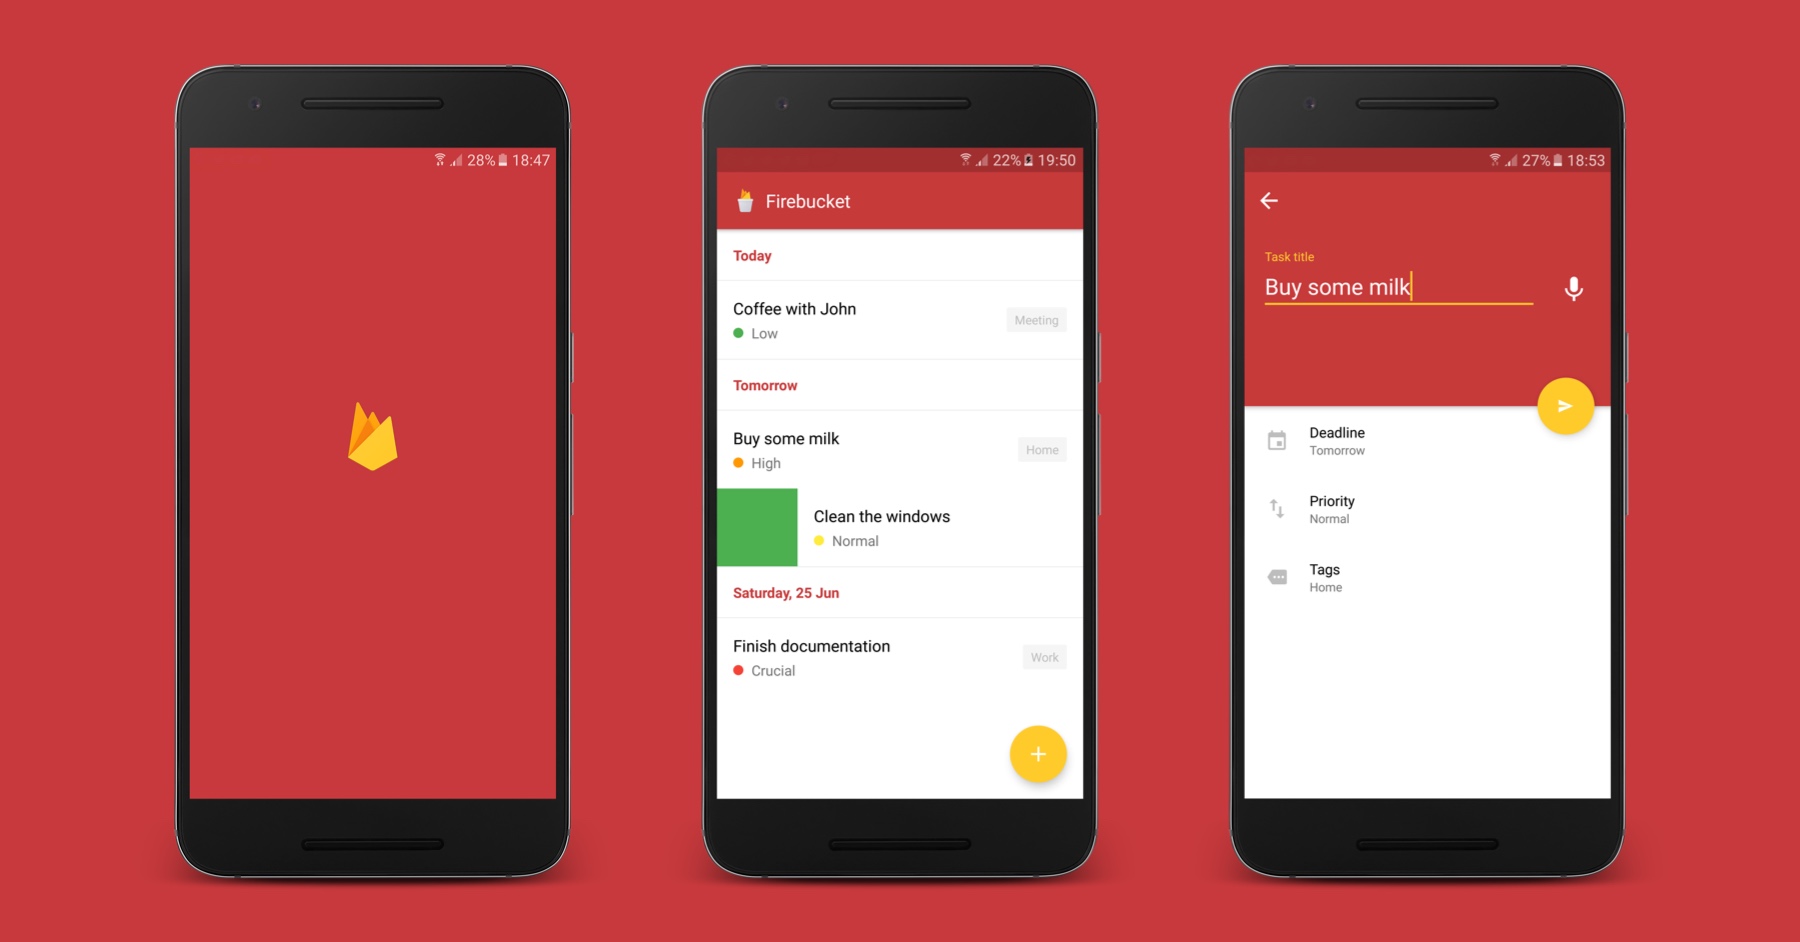 28% 18:47
22% 19:50
Firebucket
Today
Coffee with John
Low
Meeting
Tomorrow
Buy some milk
High
Home
Clean the windows
Normal
Saturday, 25 Jun
Finish documentation
Crucial
Work
27% 18:53
Task title
Buy some milk
Deadline
Tomorrow
Priority
Normal
Tags
Home